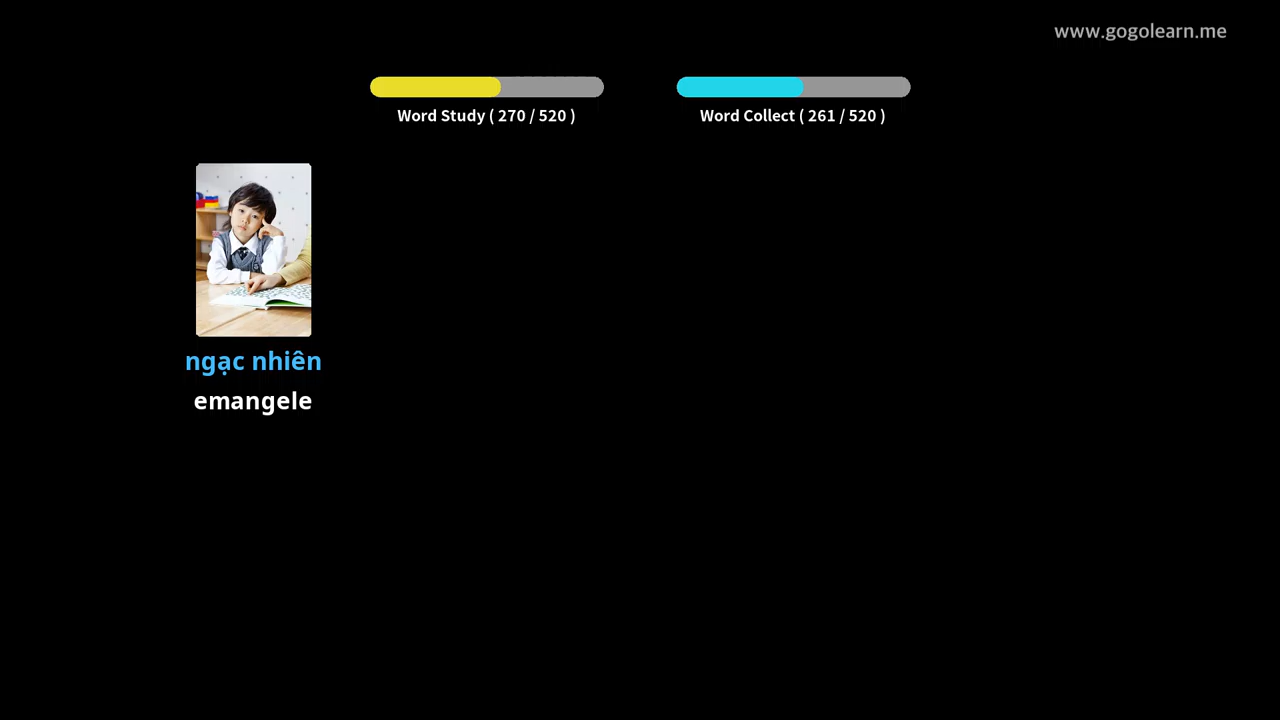 www.gogolearn.me
Word Study ( 270 / 520 )
Word Collect ( 261 / 520 )
ngạc nhiên
emangele